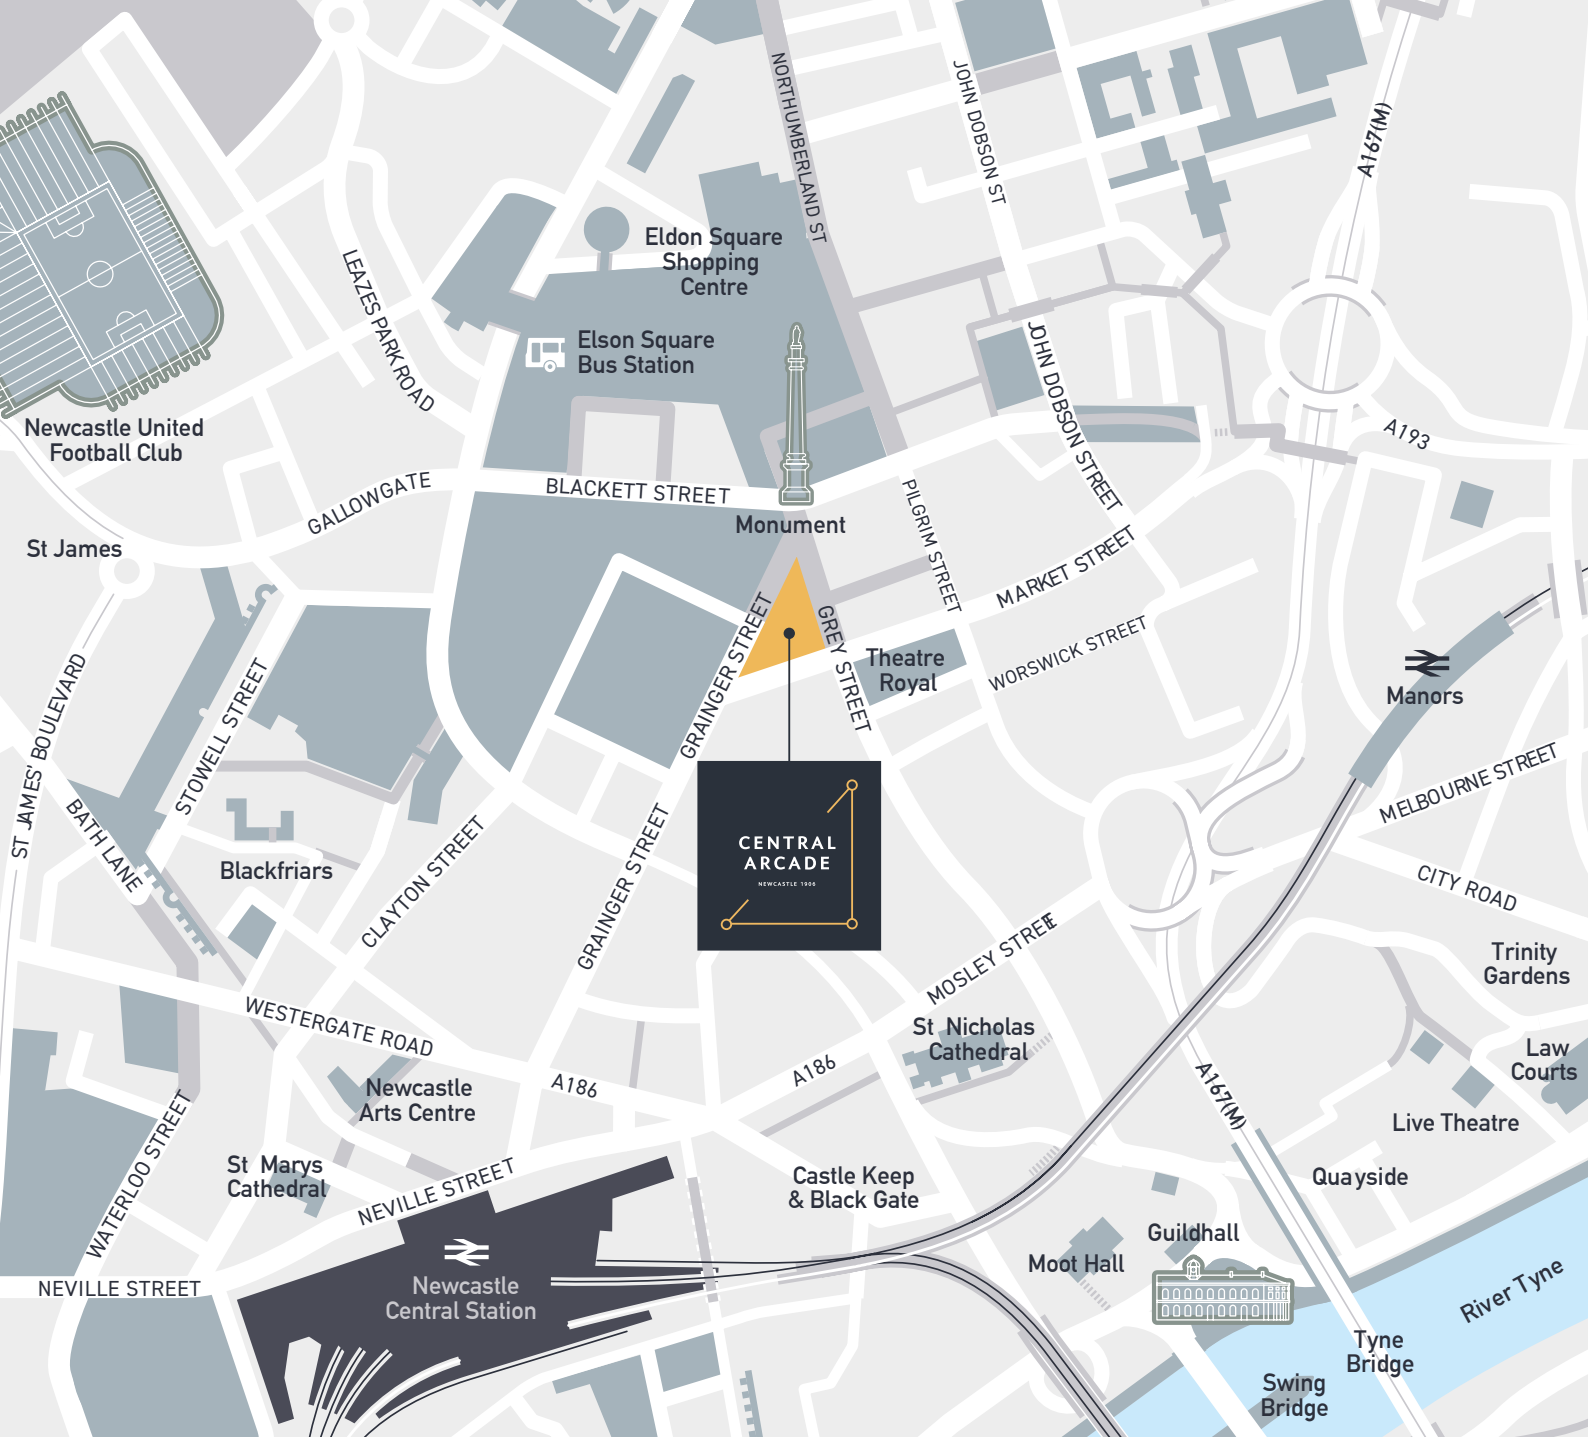 NORTHUMBERLAND ST
JOHN DOBSON ST
A167(M)
Eldon Square
Shopping
Centre
LEAZES PARK ROAD
Elson Square
Bus Station
JOHN DOBSON STREET
Newcastle United
Football Club
A193
GALLOWGATE
BLACKETT STREET
PILGRIM STREET
Monument
St James
MARKET STREET
GRAINGER STREET
GREY STREET
WORSWICK STREET
Theatre
Royal
Manors
ST JAMES' BOULEVARD
STOWELL STREET
BATH LANE
MELBOURNE STREET
CENTRAL
ARCADE
NEWCASTLE 1906
Blackfriars
CLAYTON STREET
GRAINGER STREET
CITY ROAD
MOSLEY STREET
Trinity
Gardens
WESTERGATE ROAD
St Nicholas
Cathedral
Law
Courts
A186
A186
A167(M)
Newcastle
Arts Centre
Live Theatre
WATERLOO STREET
St Marys
Cathedral
Castle Keep
& Black Gate
Quayside
NEVILLE STREET
Guildhall
Moot Hall
NEVILLE STREET
Newcastle
Central Station
River Tyne
Tyne
Bridge
Swing
Bridge